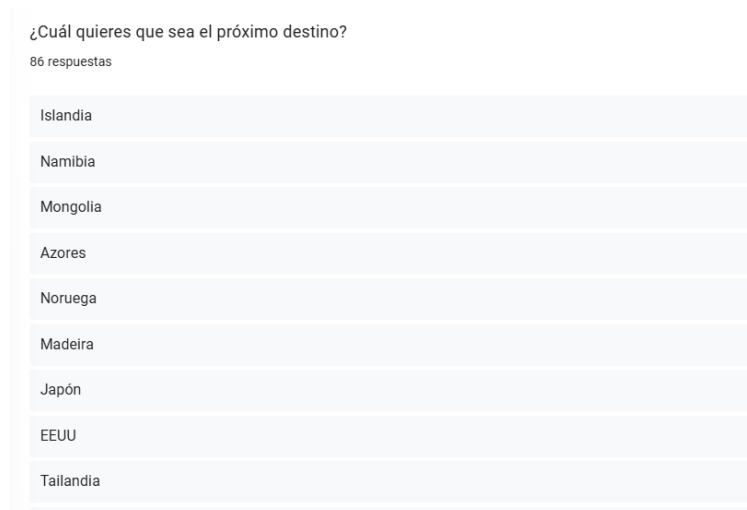 ¿Cuál quieres que sea el próximo destino?
86 respuestas
Islandia
Namibia
Mongolia
Azores
Noruega
Madeira
Japón
EEUU
Tailandia